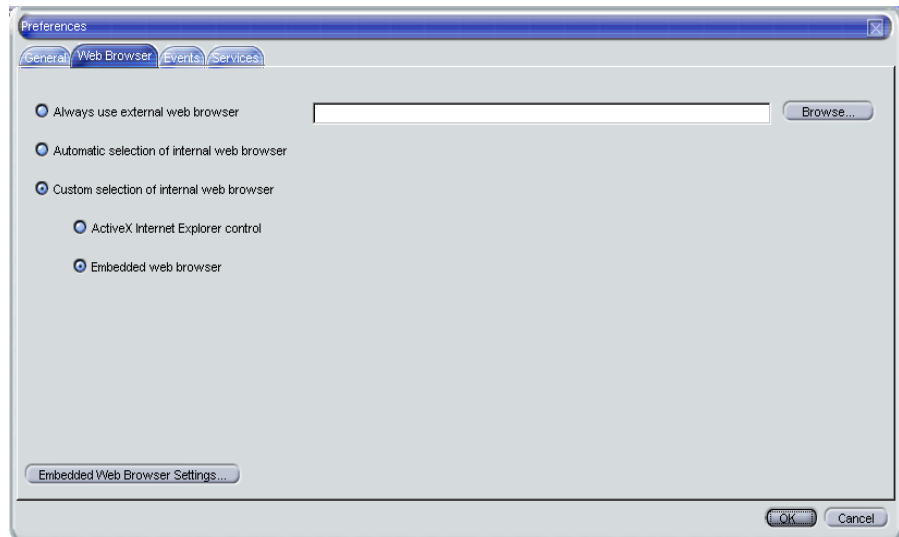 Preferences
General Web Browser Events Services
Always use external web browser Browse...
Automatic selection of internal web browser
Custom selection of internal web browser
ActiveX Internet Explorer control
Embedded web browser
Embedded Web Browser Settings...
OK Cancel